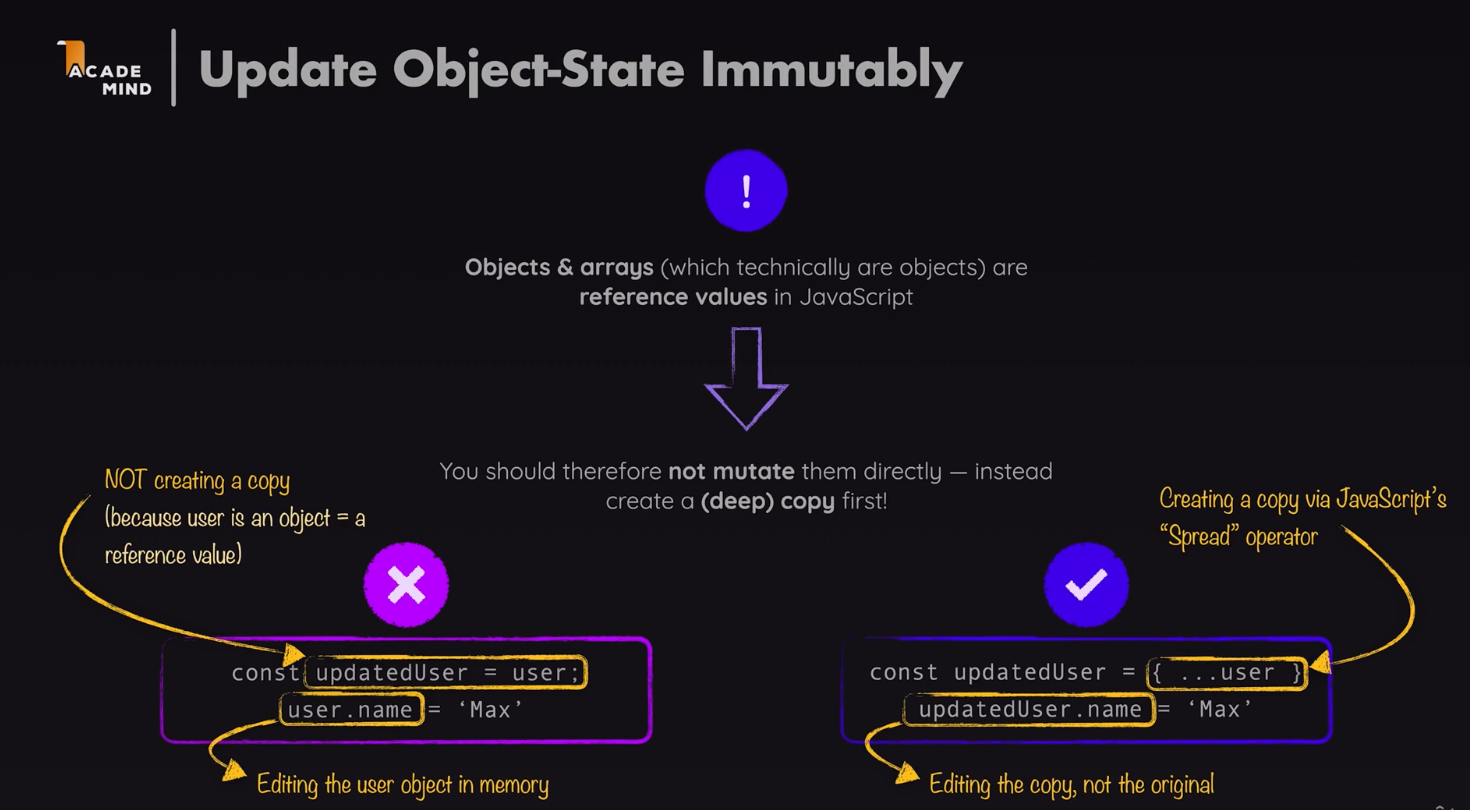 ACADE
MIND
Update Object-State Immutably
!
Objects & arrays (which technically are objects) are
reference values in JavaScript
You should therefore not mutate them directly — instead
create a (deep) copy first!
NOT creating a copy
(because user is an object = a
reference value)
const updatedUser = user;
user.name = ‘Max’
Editing the user object in memory
Creating a copy via JavaScript’s
“Spread” operator
const updatedUser = { ...user }
updatedUser.name = ‘Max’
Editing the copy, not the original